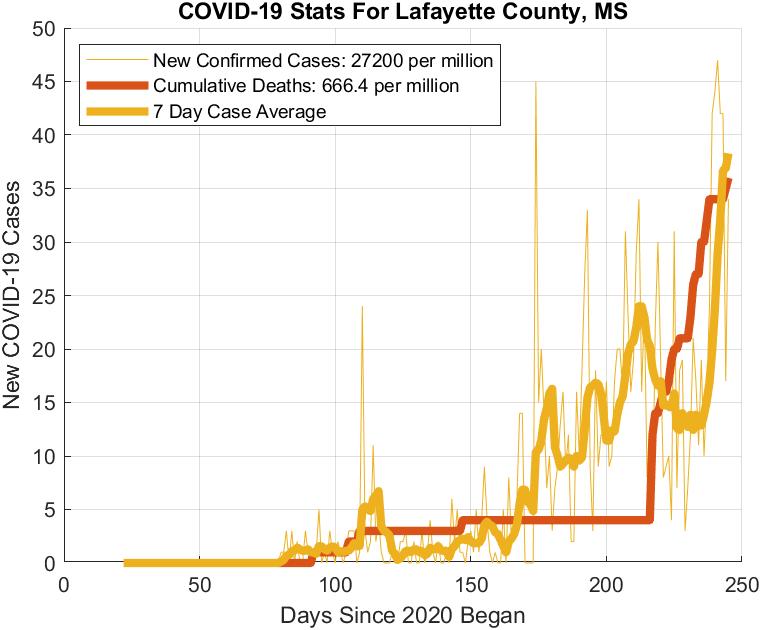 COVID-19 Stats For Lafayette County, MS
New Confirmed Cases: 27200 per million
Cumulative Deaths: 666.4 per million
7 Day Case Average
New COVID-19 Cases
50
45
40
35
30
25
20
15
10
5
0
0 50 100 150 200 250
Days Since 2020 Began